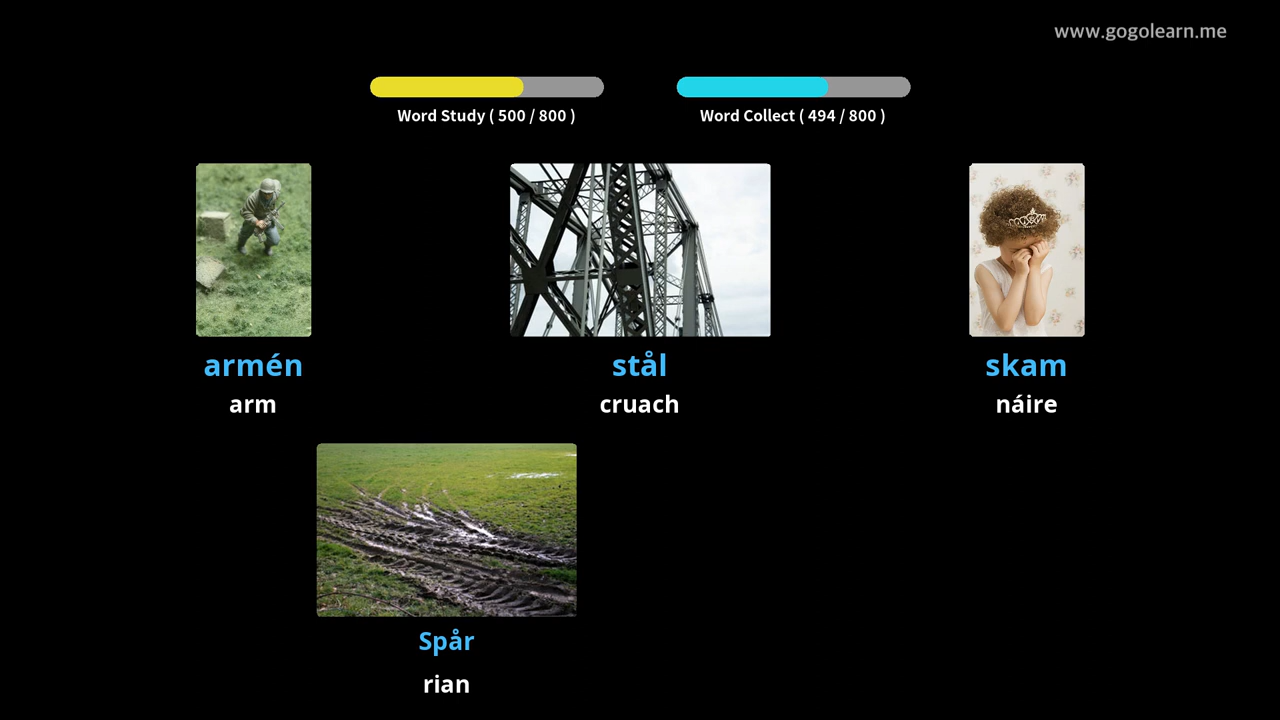 www.gogolearn.me
Word Study ( 500 / 800 )
Word Collect ( 494 / 800 )
armén
arm
stål
cruach
skam
náire
Spår
rian